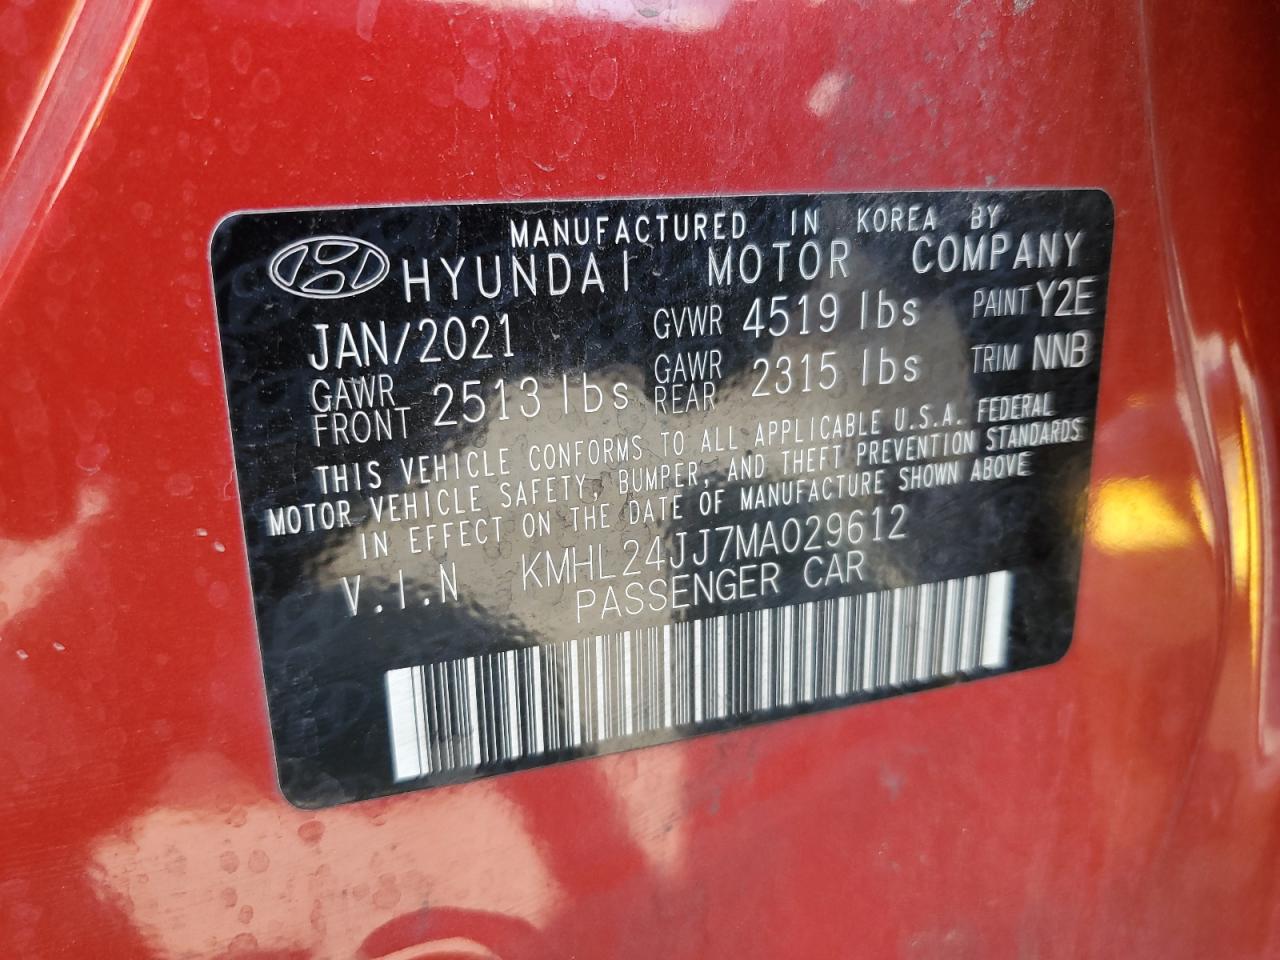 MANUFACTURED IN KOREA BY
HYUNDAI MOTOR COMPANY
JAN/2021 GVWR 4519 lbs PAINT Y2E
GAWR FRONT 2513 lbs GAWR REAR 2315 lbs TRIM NNB
THIS VEHICLE CONFORMS TO ALL APPLICABLE U.S.A. FEDERAL
MOTOR VEHICLE SAFETY, BUMPER, AND THEFT PREVENTION STANDARDS
IN EFFECT ON THE DATE OF MANUFACTURE SHOWN ABOVE
V.I.N KMHL24JJ7MA029612
PASSENGER CAR